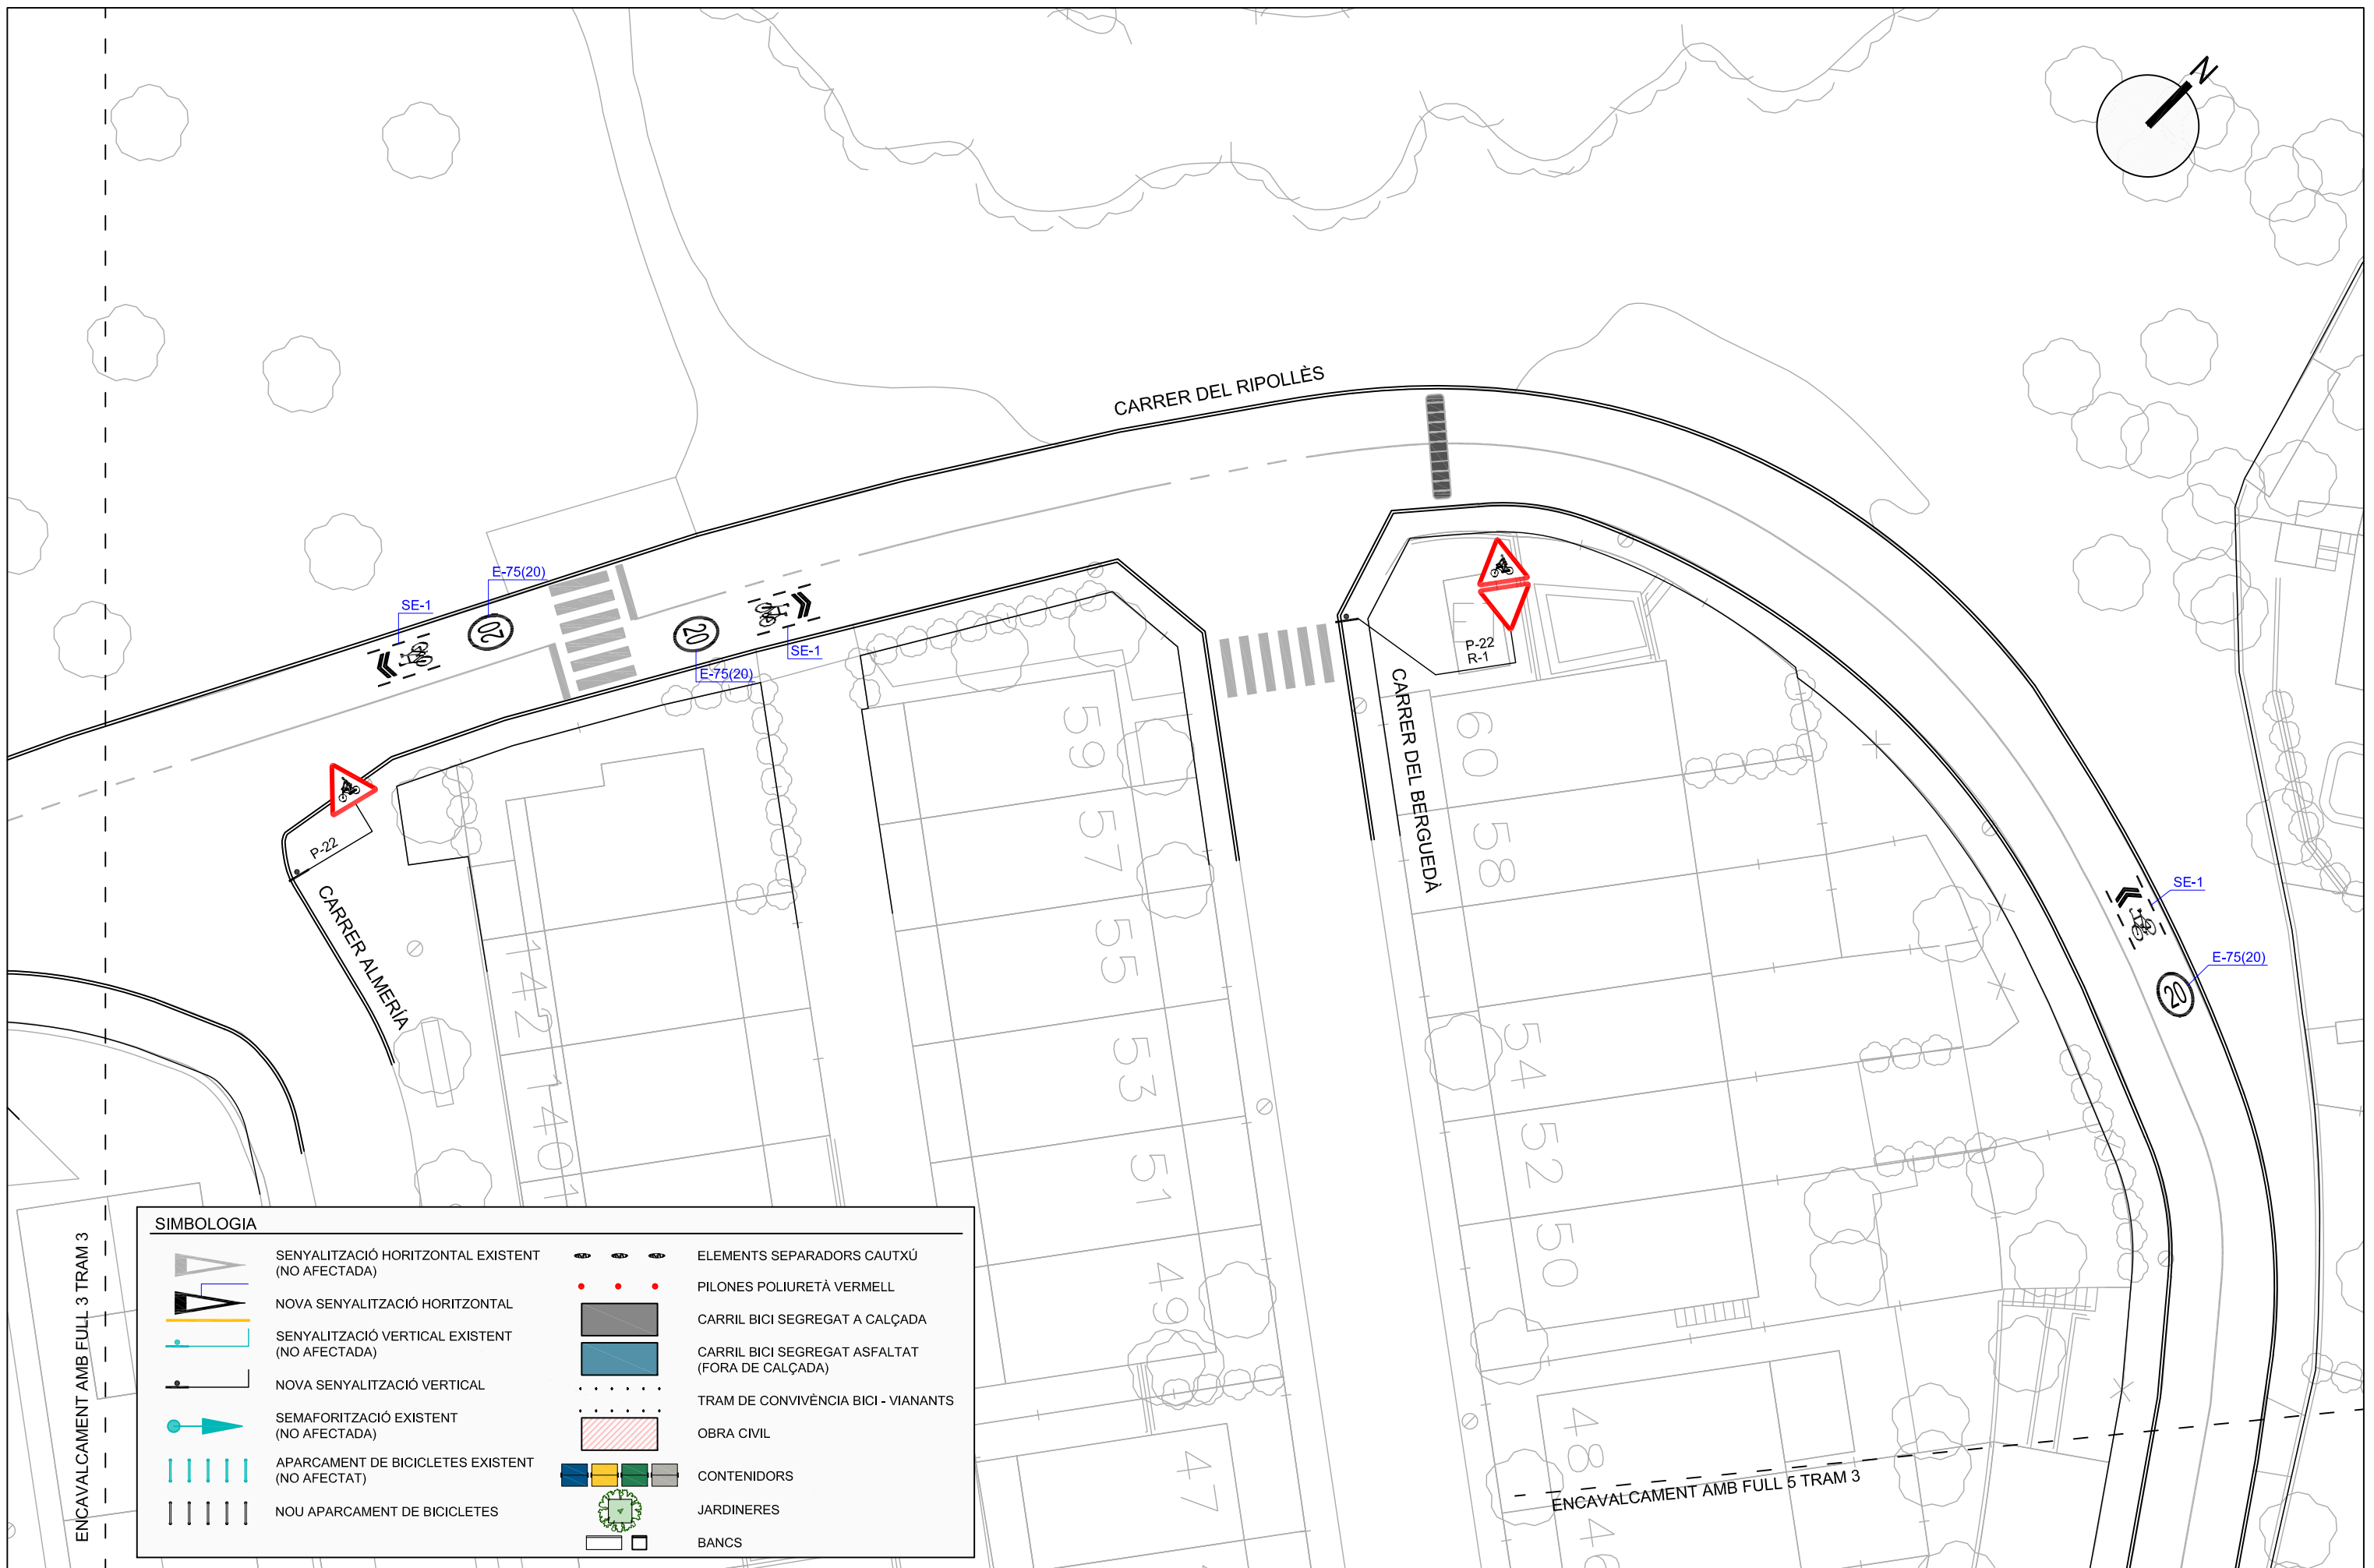 N
CARRER DEL RIPOLLÈS
E-75(20)
SE-1
20
20
SE-1
E-75(20)
P-22
R-1
CARRER DEL BERGUEDÀ
P-22
CARRER ALMERÍA
SE-1
E-75(20)
20
59
57
55
53
51
49
47
60
58
54
52
50
48
46
142
140
ENCAVALCAMENT AMB FULL 3 TRAM 3
ENCAVALCAMENT AMB FULL 5 TRAM 3
SIMBOLOGIA
SENYALITZACIÓ HORITZONTAL EXISTENT
(NO AFECTADA)
NOVA SENYALITZACIÓ HORITZONTAL
SENYALITZACIÓ VERTICAL EXISTENT
(NO AFECTADA)
NOVA SENYALITZACIÓ VERTICAL
SEMAFORITZACIÓ EXISTENT
(NO AFECTADA)
APARCAMENT DE BICICLETES EXISTENT
(NO AFECTAT)
NOU APARCAMENT DE BICICLETES
ELEMENTS SEPARADORS CAUTXÚ
PILONES POLIURETÀ VERMELL
CARRIL BICI SEGREGAT A CALÇADA
CARRIL BICI SEGREGAT ASFALTAT
(FORA DE CALÇADA)
TRAM DE CONVIVÈNCIA BICI - VIANANTS
OBRA CIVIL
CONTENIDORS
JARDINERES
BANCS